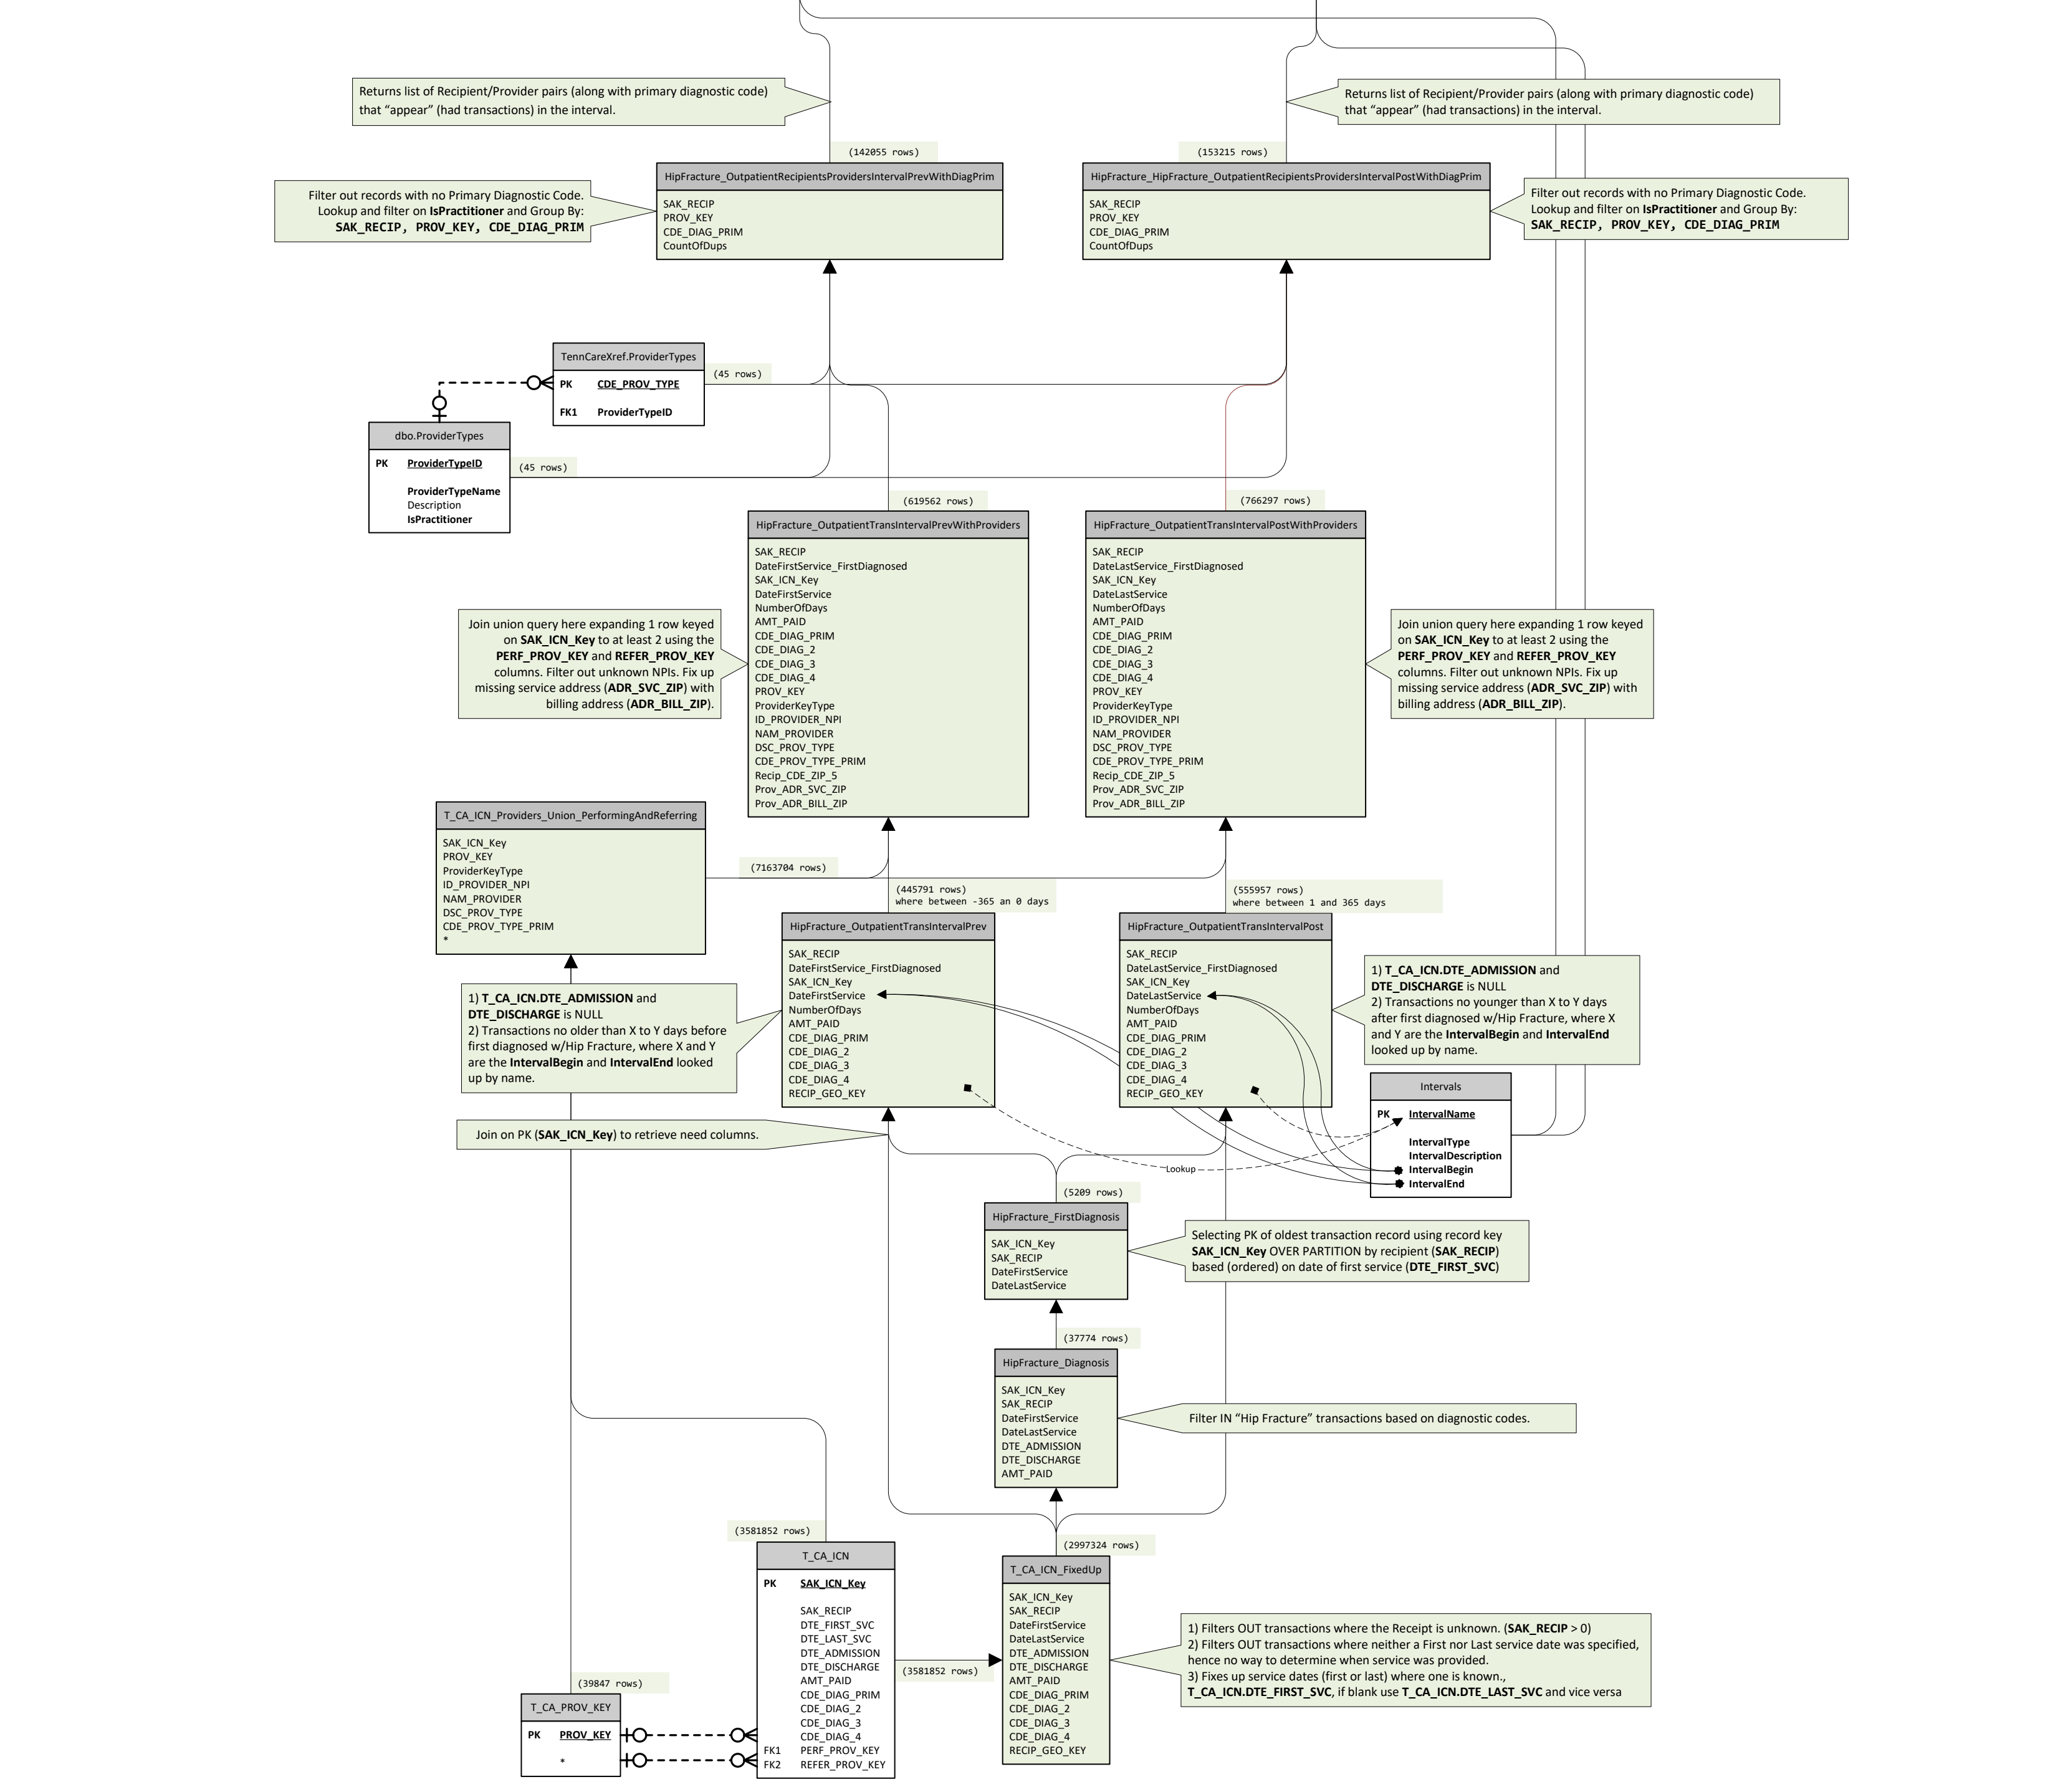 Returns list of Recipient/Provider pairs (along with primary diagnostic code)
that “appear” (had transactions) in the interval.
Returns list of Recipient/Provider pairs (along with primary diagnostic code)
that “appear” (had transactions) in the interval.
(142055 rows)
(153215 rows)
HipFracture_OutpatientRecipientsProvidersIntervalPrevWithDiagPrim
SAK_RECIP
PROV_KEY
CDE_DIAG_PRIM
CountOfDups
HipFracture_HipFracture_OutpatientRecipientsProvidersIntervalPostWithDiagPrim
SAK_RECIP
PROV_KEY
CDE_DIAG_PRIM
CountOfDups
Filter out records with no Primary Diagnostic Code.
Lookup and filter on IsPractitioner and Group By:
SAK_RECIP, PROV_KEY, CDE_DIAG_PRIM
Filter out records with no Primary Diagnostic Code.
Lookup and filter on IsPractitioner and Group By:
SAK_RECIP, PROV_KEY, CDE_DIAG_PRIM
TennCareXref.ProviderTypes
PK CDE_PROV_TYPE
FK1 ProviderTypeID
(45 rows)
dbo.ProviderTypes
PK ProviderTypeID
ProviderTypeName
Description
IsPractitioner
(45 rows)
(619562 rows)
(766297 rows)
HipFracture_OutpatientTransIntervalPrevWithProviders
SAK_RECIP
DateFirstService_FirstDiagnosed
SAK_ICN_Key
DateFirstService
NumberOfDays
AMT_PAID
CDE_DIAG_PRIM
CDE_DIAG_2
CDE_DIAG_3
CDE_DIAG_4
PROV_KEY
ProviderKeyType
ID_PROVIDER_NPI
NAM_PROVIDER
DSC_PROV_TYPE
CDE_PROV_TYPE_PRIM
Recip_CDE_ZIP_5
Prov_ADR_SVC_ZIP
Prov_ADR_BILL_ZIP
HipFracture_OutpatientTransIntervalPostWithProviders
SAK_RECIP
DateLastService_FirstDiagnosed
SAK_ICN_Key
DateLastService
NumberOfDays
AMT_PAID
CDE_DIAG_PRIM
CDE_DIAG_2
CDE_DIAG_3
CDE_DIAG_4
PROV_KEY
ProviderKeyType
ID_PROVIDER_NPI
NAM_PROVIDER
DSC_PROV_TYPE
CDE_PROV_TYPE_PRIM
Recip_CDE_ZIP_5
Prov_ADR_SVC_ZIP
Prov_ADR_BILL_ZIP
Join union query here expanding 1 row keyed
on SAK_ICN_Key to at least 2 using the
PERF_PROV_KEY and REFER_PROV_KEY
columns. Filter out unknown NPIs. Fix up
missing service address (ADR_SVC_ZIP) with
billing address (ADR_BILL_ZIP).
Join union query here expanding 1 row keyed
on SAK_ICN_Key to at least 2 using the
PERF_PROV_KEY and REFER_PROV_KEY
columns. Filter out unknown NPIs. Fix up
missing service address (ADR_SVC_ZIP) with
billing address (ADR_BILL_ZIP).
T_CA_ICN_Providers_Union_PerformingAndReferring
SAK_ICN_Key
PROV_KEY
ProviderKeyType
ID_PROVIDER_NPI
NAM_PROVIDER
DSC_PROV_TYPE
CDE_PROV_TYPE_PRIM
*
(7163704 rows)
(445791 rows)
where between -365 an 0 days
(555957 rows)
where between 1 and 365 days
HipFracture_OutpatientTransIntervalPrev
SAK_RECIP
DateFirstService_FirstDiagnosed
SAK_ICN_Key
DateFirstService
NumberOfDays
AMT_PAID
CDE_DIAG_PRIM
CDE_DIAG_2
CDE_DIAG_3
CDE_DIAG_4
RECIP_GEO_KEY
HipFracture_OutpatientTransIntervalPost
SAK_RECIP
DateLastService_FirstDiagnosed
SAK_ICN_Key
DateLastService
NumberOfDays
AMT_PAID
CDE_DIAG_PRIM
CDE_DIAG_2
CDE_DIAG_3
CDE_DIAG_4
RECIP_GEO_KEY
1) T_CA_ICN.DTE_ADMISSION and
DTE_DISCHARGE is NULL
2) Transactions no older than X to Y days before
first diagnosed w/Hip Fracture, where X and Y
are the IntervalBegin and IntervalEnd looked
up by name.
1) T_CA_ICN.DTE_ADMISSION and
DTE_DISCHARGE is NULL
2) Transactions no younger than X to Y days
after first diagnosed w/Hip Fracture, where X
and Y are the IntervalBegin and IntervalEnd
looked up by name.
Intervals
PK IntervalName
IntervalType
IntervalDescription
IntervalBegin
IntervalEnd
Join on PK (SAK_ICN_Key) to retrieve need columns.
Lookup
(5209 rows)
HipFracture_FirstDiagnosis
SAK_ICN_Key
SAK_RECIP
DateFirstService
DateLastService
Selecting PK of oldest transaction record using record key
SAK_ICN_Key OVER PARTITION by recipient (SAK_RECIP)
based (ordered) on date of first service (DTE_FIRST_SVC)
(37774 rows)
HipFracture_Diagnosis
SAK_ICN_Key
SAK_RECIP
DateFirstService
DateLastService
DTE_ADMISSION
DTE_DISCHARGE
AMT_PAID
Filter IN “Hip Fracture” transactions based on diagnostic codes.
(3581852 rows)
T_CA_ICN
PK SAK_ICN_Key
SAK_RECIP
DTE_FIRST_SVC
DTE_LAST_SVC
DTE_ADMISSION
DTE_DISCHARGE
AMT_PAID
CDE_DIAG_PRIM
CDE_DIAG_2
CDE_DIAG_3
CDE_DIAG_4
FK1 PERF_PROV_KEY
FK2 REFER_PROV_KEY
(3581852 rows)
(2997324 rows)
T_CA_ICN_FixedUp
SAK_ICN_Key
SAK_RECIP
DateFirstService
DateLastService
DTE_ADMISSION
DTE_DISCHARGE
AMT_PAID
CDE_DIAG_PRIM
CDE_DIAG_2
CDE_DIAG_3
CDE_DIAG_4
RECIP_GEO_KEY
1) Filters OUT transactions where the Receipt is unknown. (SAK_RECIP > 0)
2) Filters OUT transactions where neither a First nor Last service date was specified,
hence no way to determine when service was provided.
3) Fixes up service dates (first or last) where one is known.,
T_CA_ICN.DTE_FIRST_SVC, if blank use T_CA_ICN.DTE_LAST_SVC and vice versa
(39847 rows)
T_CA_PROV_KEY
PK PROV_KEY
*